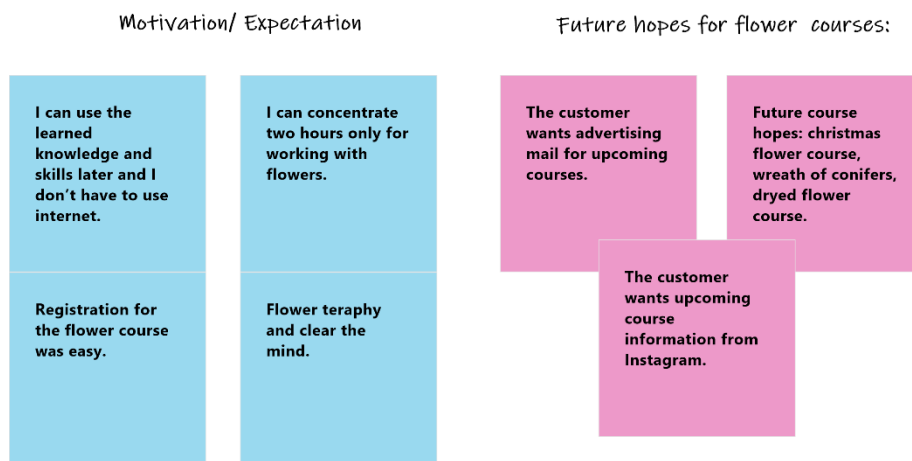 Motivation/ Expectation
I can use the
learned
knowledge and
skills later and I
don't have to use
internet.
I can concentrate
two hours only for
working with
flowers.
Registration for
the flower course
was easy.
Flower teraphy
and clear the
mind.
Future hopes for flower courses:
The customer
wants advertising
mail for upcoming
courses.
Future course
hopes: christmas
flower course,
wreath of conifers,
dryed flower
course.
The customer
wants upcoming
course
information from
Instagram.